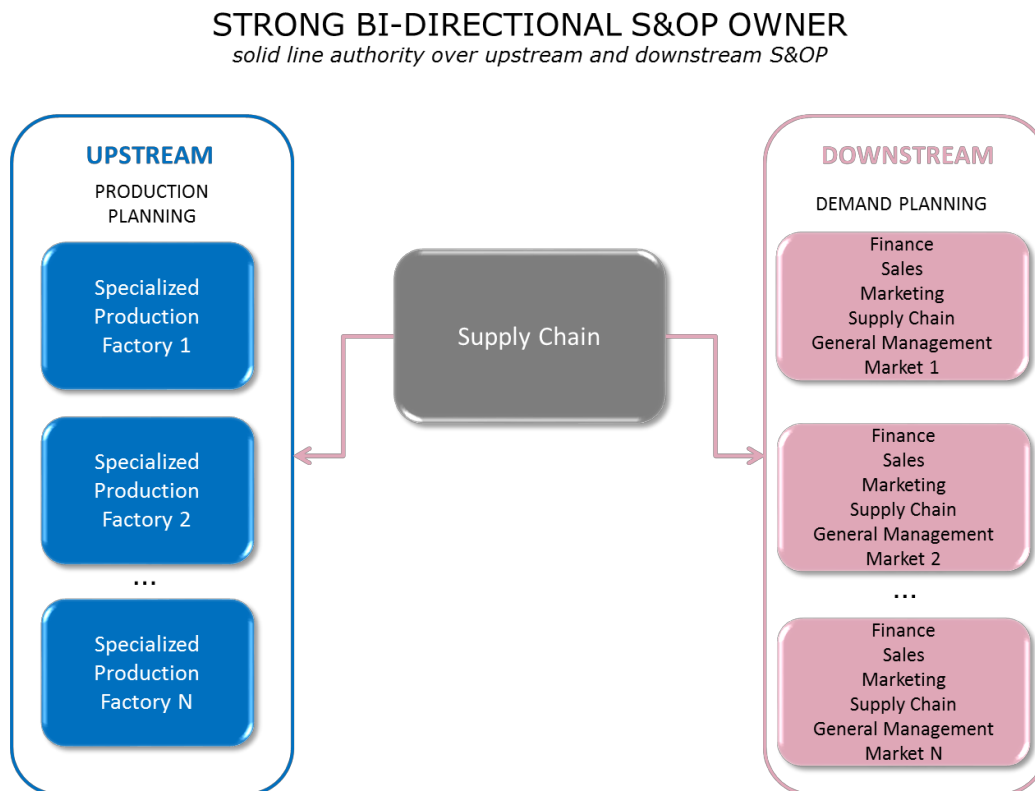 STRONG BI-DIRECTIONAL S&OP OWNER
solid line authority over upstream and downstream S&OP
UPSTREAM
PRODUCTION
PLANNING
Specialized
Production
Factory 1
Specialized
Production
Factory 2
...
Specialized
Production
Factory N
Supply Chain
DOWNSTREAM
DEMAND PLANNING
Finance
Sales
Marketing
Supply Chain
General Management
Market 1
Finance
Sales
Marketing
Supply Chain
General Management
Market 2
...
Finance
Sales
Marketing
Supply Chain
General Management
Market N